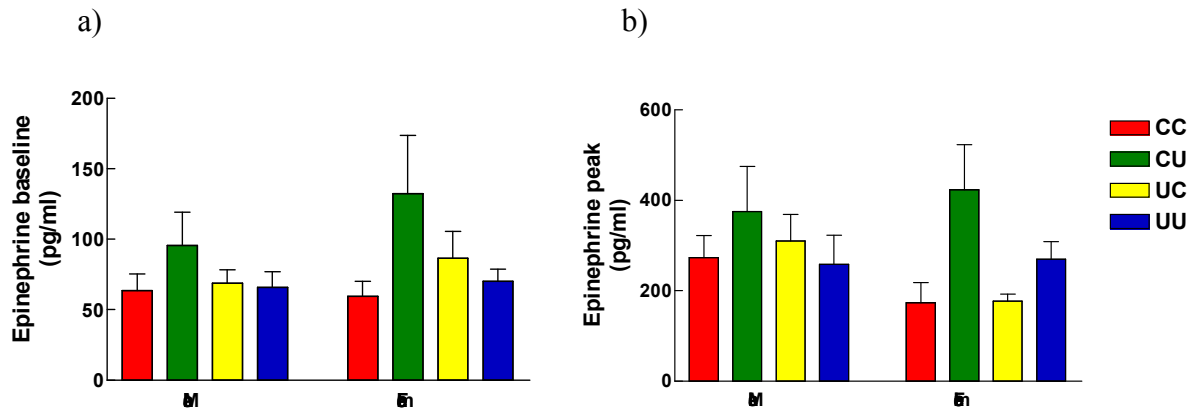 a)
b)
Epinephrine baseline
(pg/ml)
200
150
100
50
0
Epinephrine peak
(pg/ml)
600
400
200
0
CC
CU
UC
UU